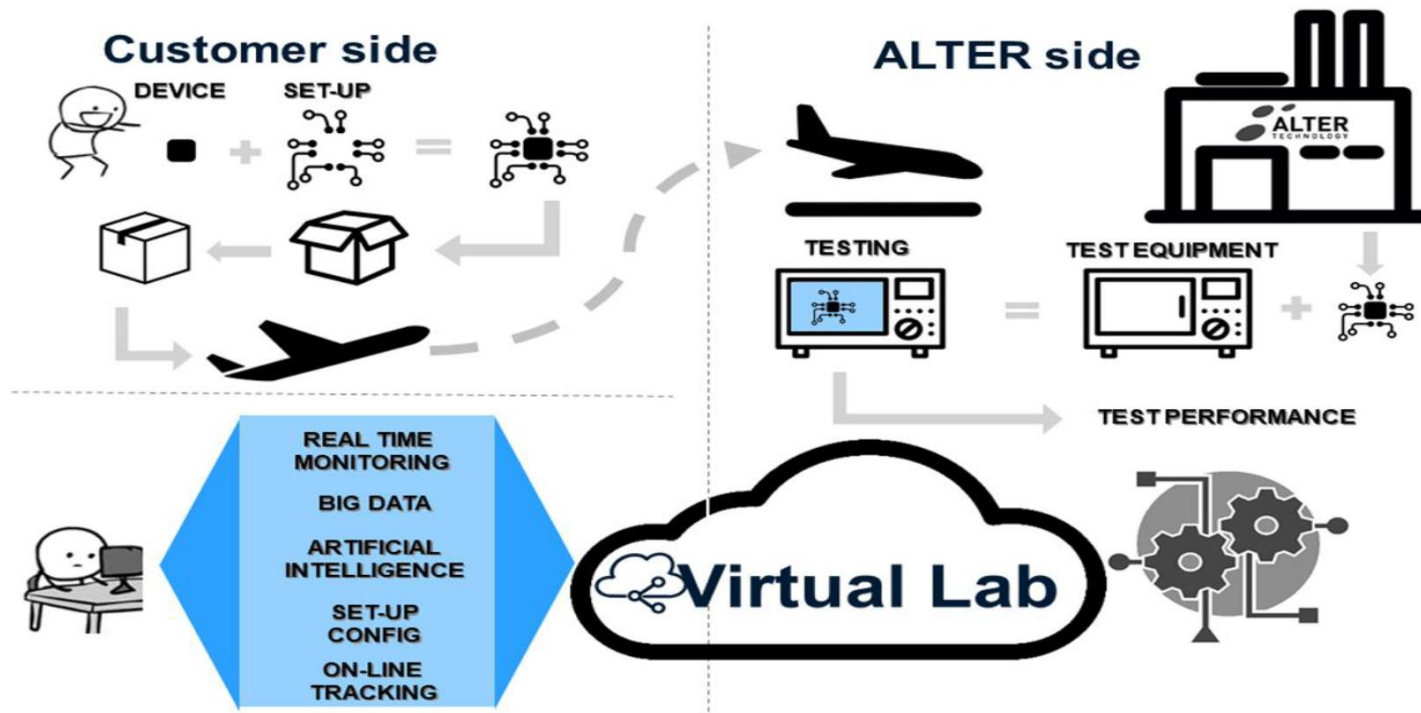 Customer side
DEVICE
SET-UP
ALTER side
ALTER
TECHNOLOGY
TESTING
TEST EQUIPMENT
TEST PERFORMANCE
REAL TIME
MONITORING
BIG DATA
ARTIFICIAL
INTELLIGENCE
SET-UP
CONFIG
ON-LINE
TRACKING
Virtual Lab